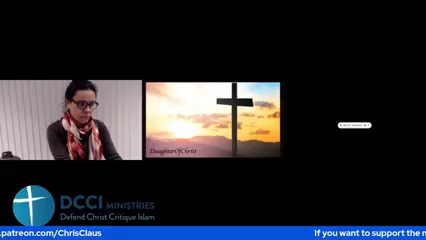 DaughterOfChrist
DCCI MINISTRIES
Defend Christ Critique Islam
.patreon.com/ChrisClaus
If you want to support the m